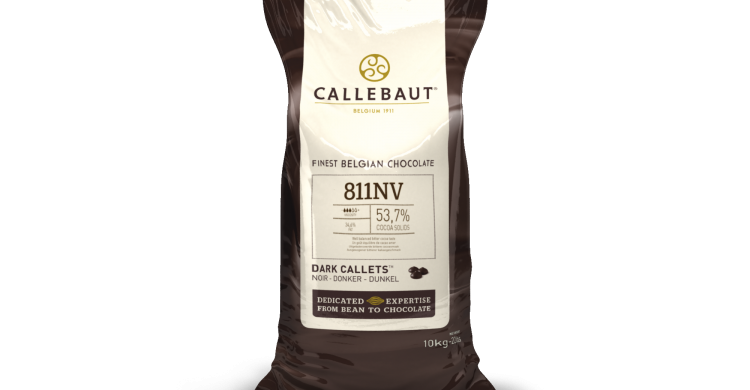 CALLEBAUT®
BELGIUM 1911
FINEST BELGIAN CHOCOLATE
811NV
53,7%
COCOA SOLIDS
DARK CALLETS™
NOIR - DONKER - DUNKEL
DEDICATED EXPERTISE
FROM BEAN TO CHOCOLATE
10kg